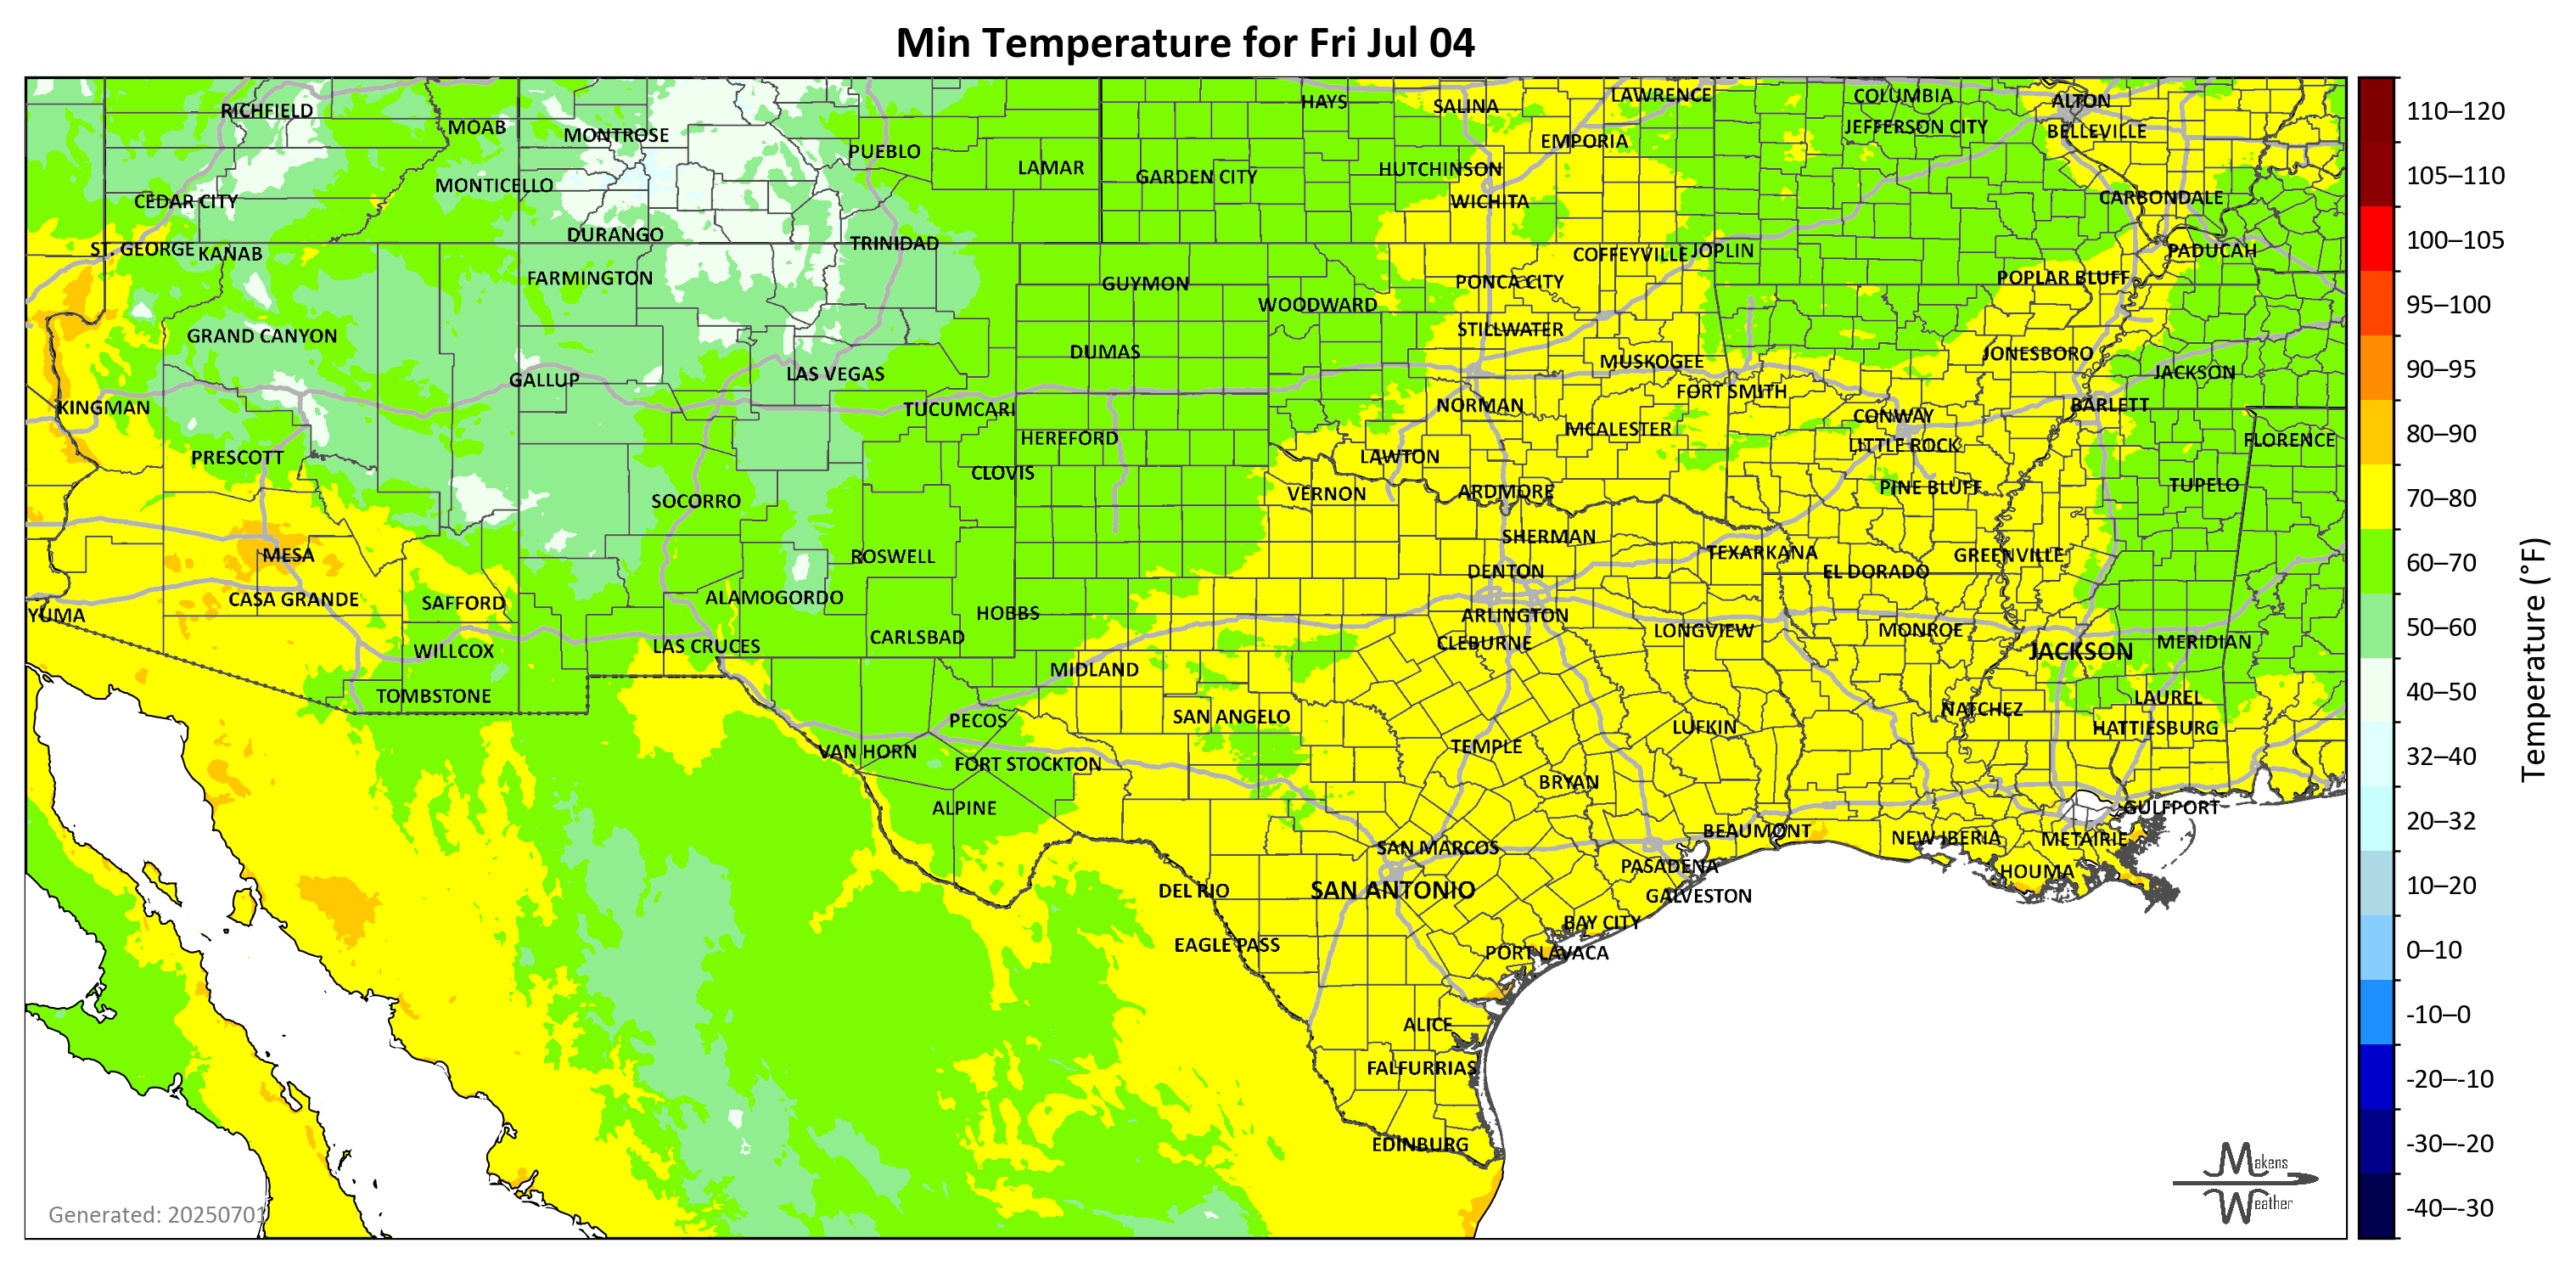 Min Temperature for Fri Jul 04
RICHFIELD
MOAB
MONTROSE
PUEBLO
LAMAR
GARDEN CITY
HAYS
SALINA
LAWRENCE
EMPORIA
HUTCHINSON
WICHITA
COLUMBIA
JEFFERSON CITY
ALTON
BELLEVILLE
CARBONDALE
CEDAR CITY
MONTICELLO
DURANGO
TRINIDAD
ST. GEORGE
KANAB
FARMINGTON
GUYMON
WOODWARD
PONCA CITY
COFFEYVILLE
JOPLIN
POPLAR BLUFF
PADUCAH
GRAND CANYON
GALLUP
LAS VEGAS
DUMAS
STILLWATER
MUSKOGEE
FORT SMITH
JONESBORO
JACKSON
KINGMAN
TUCUMCARI
HEREFORD
NORMAN
MCALESTER
CONWAY
LITTLE ROCK
BARLETT
FLORENCE
PRESCOTT
SOCORRO
CLOVIS
LAWTON
VERNON
ARDMORE
PINE BLUFF
TUPELO
MESA
ROSWELL
SHERMAN
DENTON
TEXARKANA
EL DORADO
GREENVILLE
YUMA
CASA GRANDE
SAFFORD
ALAMOGORDO
HOBBS
ARLINGTON
CLEBURNE
LONGVIEW
MONROE
JACKSON
MERIDIAN
WILLCOX
LAS CRUCES
CARLSBAD
MIDLAND
TOMBSTONE
PECOS
SAN ANGELO
LUFKIN
NATCHEZ
LAUREL
HATTIESBURG
VAN HORN
FORT STOCKTON
TEMPLE
BRYAN
ALPINE
BEAUMONT
NEW IBERIA
METAIRIE
GULFPORT
HOUMA
SAN MARCOS
PASADENA
GALVESTON
DEL RIO
SAN ANTONIO
BAY CITY
EAGLE PASS
PORT LAVACA
ALICE
FALFURRIAS
EDINBURG
Generated: 20250701
Makens
Weather
110–120
105–110
100–105
95–100
90–95
80–90
70–80
60–70
50–60
40–50
32–40
20–32
10–20
0–10
-10–0
-20–-10
-30–-20
-40–-30
Temperature (°F)